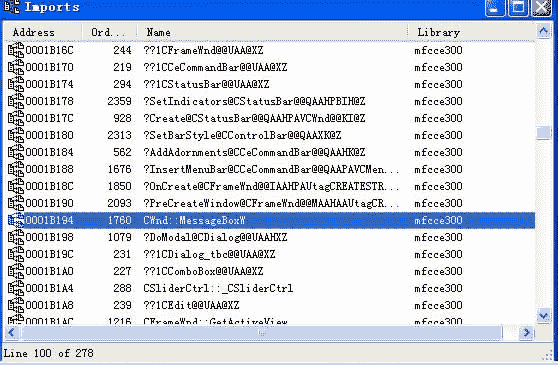 Imports
Address Ord... Name Library
0001B16C 244 ??1CFrameWnd@@UAA@XZ mfcce300
0001B170 219 ??1CCeCommandBar@@UAA@XZ mfcce300
0001B174 294 ??1CStatusBar@@UAA@XZ mfcce300
0001B178 2359 ?SetIndicators@CStatusBar@@QAAHPBIH@Z mfcce300
0001B17C 928 ?Create@CStatusBar@@QAAHPAVCWnd@@KI@Z mfcce300
0001B180 2313 ?SetBarStyle@CControlBar@@QAAXK@Z mfcce300
0001B184 562 ?AddAdornments@CCeCommandBar@@QAAHK@Z mfcce300
0001B188 1676 ?InsertMenuBar@CCeCommandBar@@QAAPAVCMen... mfcce300
0001B18C 1850 ?OnCreate@CFrameWnd@@IAAHPAUtagCREATESTR... mfcce300
0001B190 2093 ?PreCreateWindow@CFrameWnd@@MAAHAAUtagCR... mfcce300
0001B194 1760 CWnd::MessageBoxW mfcce300
0001B198 1079 ?DoModal@CDialog@@UAAHXZ mfcce300
0001B19C 231 ??1CDialog_tbc@@UAA@XZ mfcce300
0001B1A0 227 ??1CComboBox@@UAA@XZ mfcce300
0001B1A4 288 CSliderCtrl::_CSliderCtrl mfcce300
0001B1A8 239 ??1CEdit@@UAA@XZ mfcce300
0001B1AC 1216 CFrameWnd::GetActiveView mfcce300
Line 100 of 278